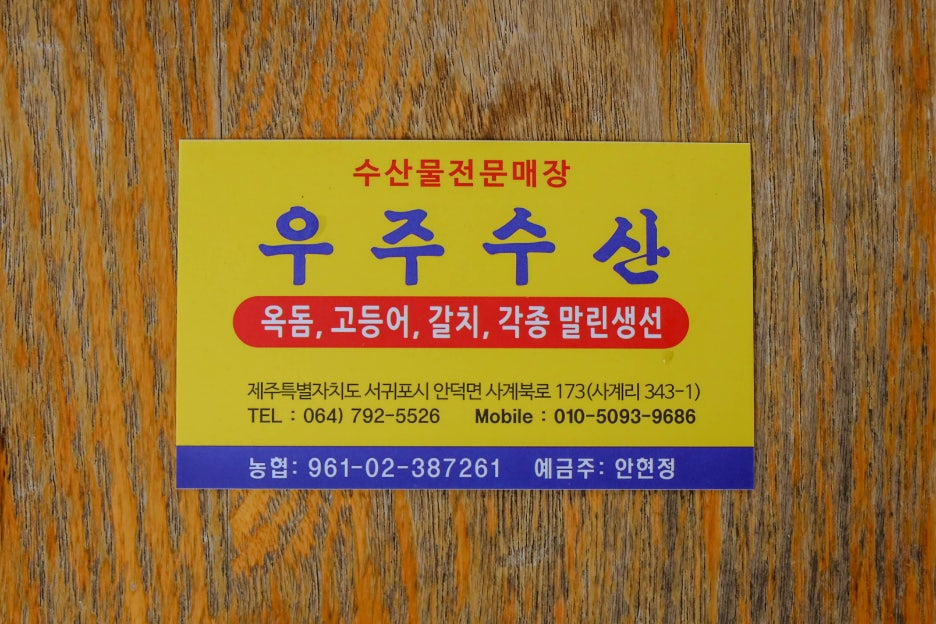 수산물전문매장
우주수산
옥돔, 고등어, 갈치, 각종 말린생선
제주특별자치도 서귀포시 안덕면 사계북로 173(사계리 343-1)
TEL : 064) 792-5526 Mobile : 010-5093-9686
농협: 961-02-387261 예금주: 안현정